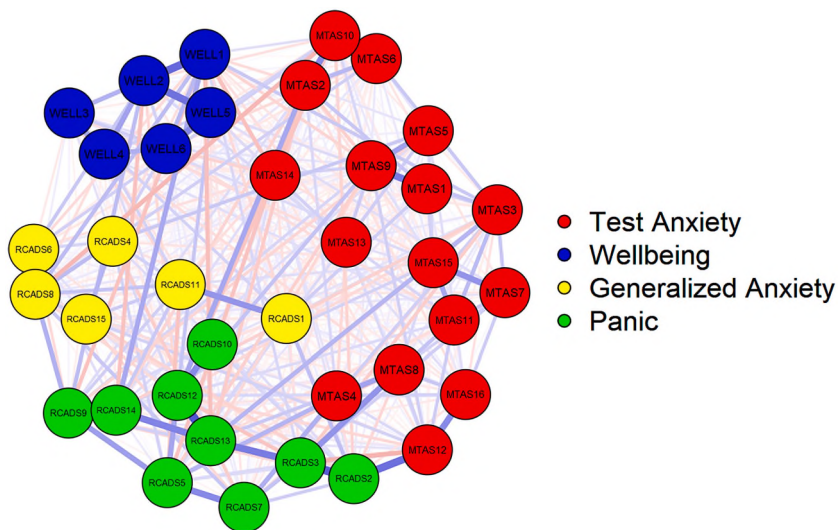 MTAS10
WELL1
MTAS6
WELL2
MTAS2
WELL3
WELL5
MTAS5
WELL4
WELL6
MTAS9
MTAS14
MTAS1
MTAS3
RCADS6
RCADS4
MTAS13
MTAS15
RCADS8
RCADS11
MTAS7
RCADS15
RCADS1
MTAS11
RCADS10
MTAS8
RCADS12
MTAS4
MTAS16
RCADS9
RCADS14
RCADS13
MTAS12
RCADS3
RCADS5
RCADS2
RCADS7
Test Anxiety
Wellbeing
Generalized Anxiety
Panic